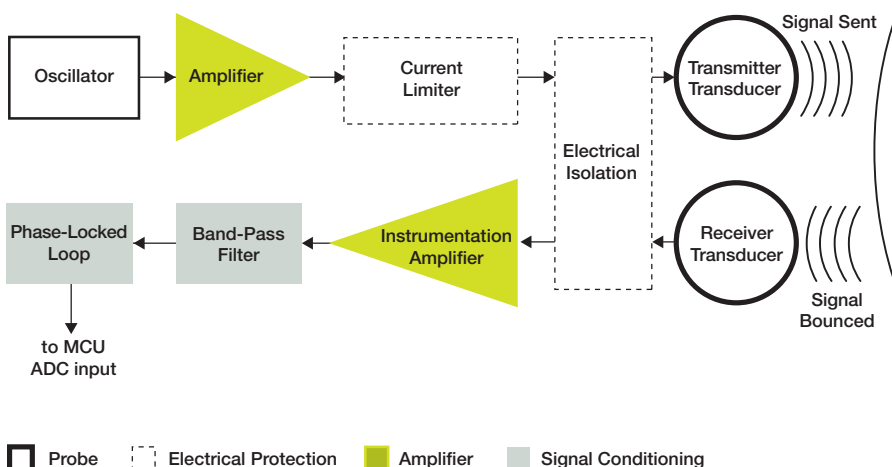 Signal Sent
Oscillator
Amplifier
Current
Limiter
Transmitter
Transducer
Electrical
Isolation
Phase-Locked
Loop
Band-Pass
Filter
Instrumentation
Amplifier
Receiver
Transducer
Signal
Bounced
to MCU
ADC input
Probe
Electrical Protection
Amplifier
Signal Conditioning